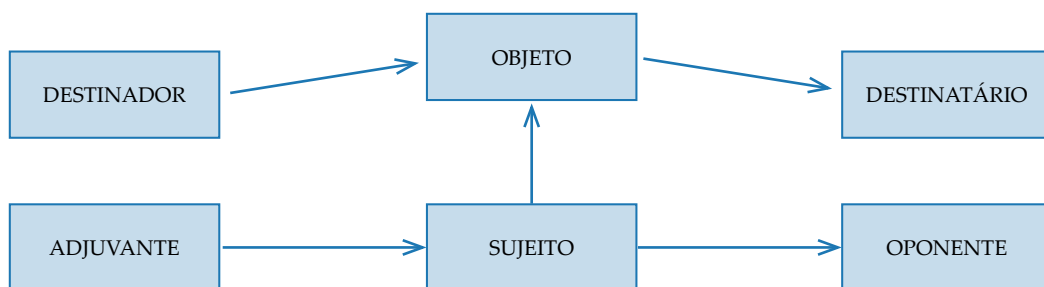 DESTINADOR
OBJETO
DESTINATÁRIO
ADJUVANTE
SUJEITO
OPONENTE